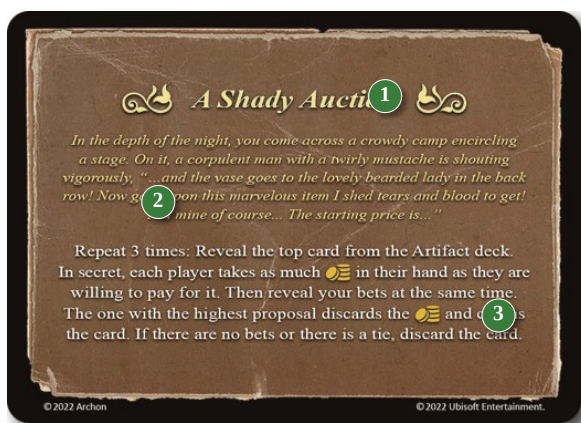 A Shady
1
In the depth of the night, you come across a crowdy camp encircling
a stage. On it, a corpulent man with a twirly mustache is shouting
vigorously, “...and the vase goes to the lovely bearded lady in the back
row! Now upon this marvelous item I shed tears and blood to get!
2
mine of course... The starting price is...”
Repeat 3 times: Reveal the top card from the Artifact deck.
In secret, each player takes as much in their hand as they are
willing to pay for it. Then reveal your bets at the same time.
The one with the highest proposal discards the and
3
the card. If there are no bets or there is a tie, discard the card.
© 2022 Archon
© 2022 Ubisoft Entertainment.